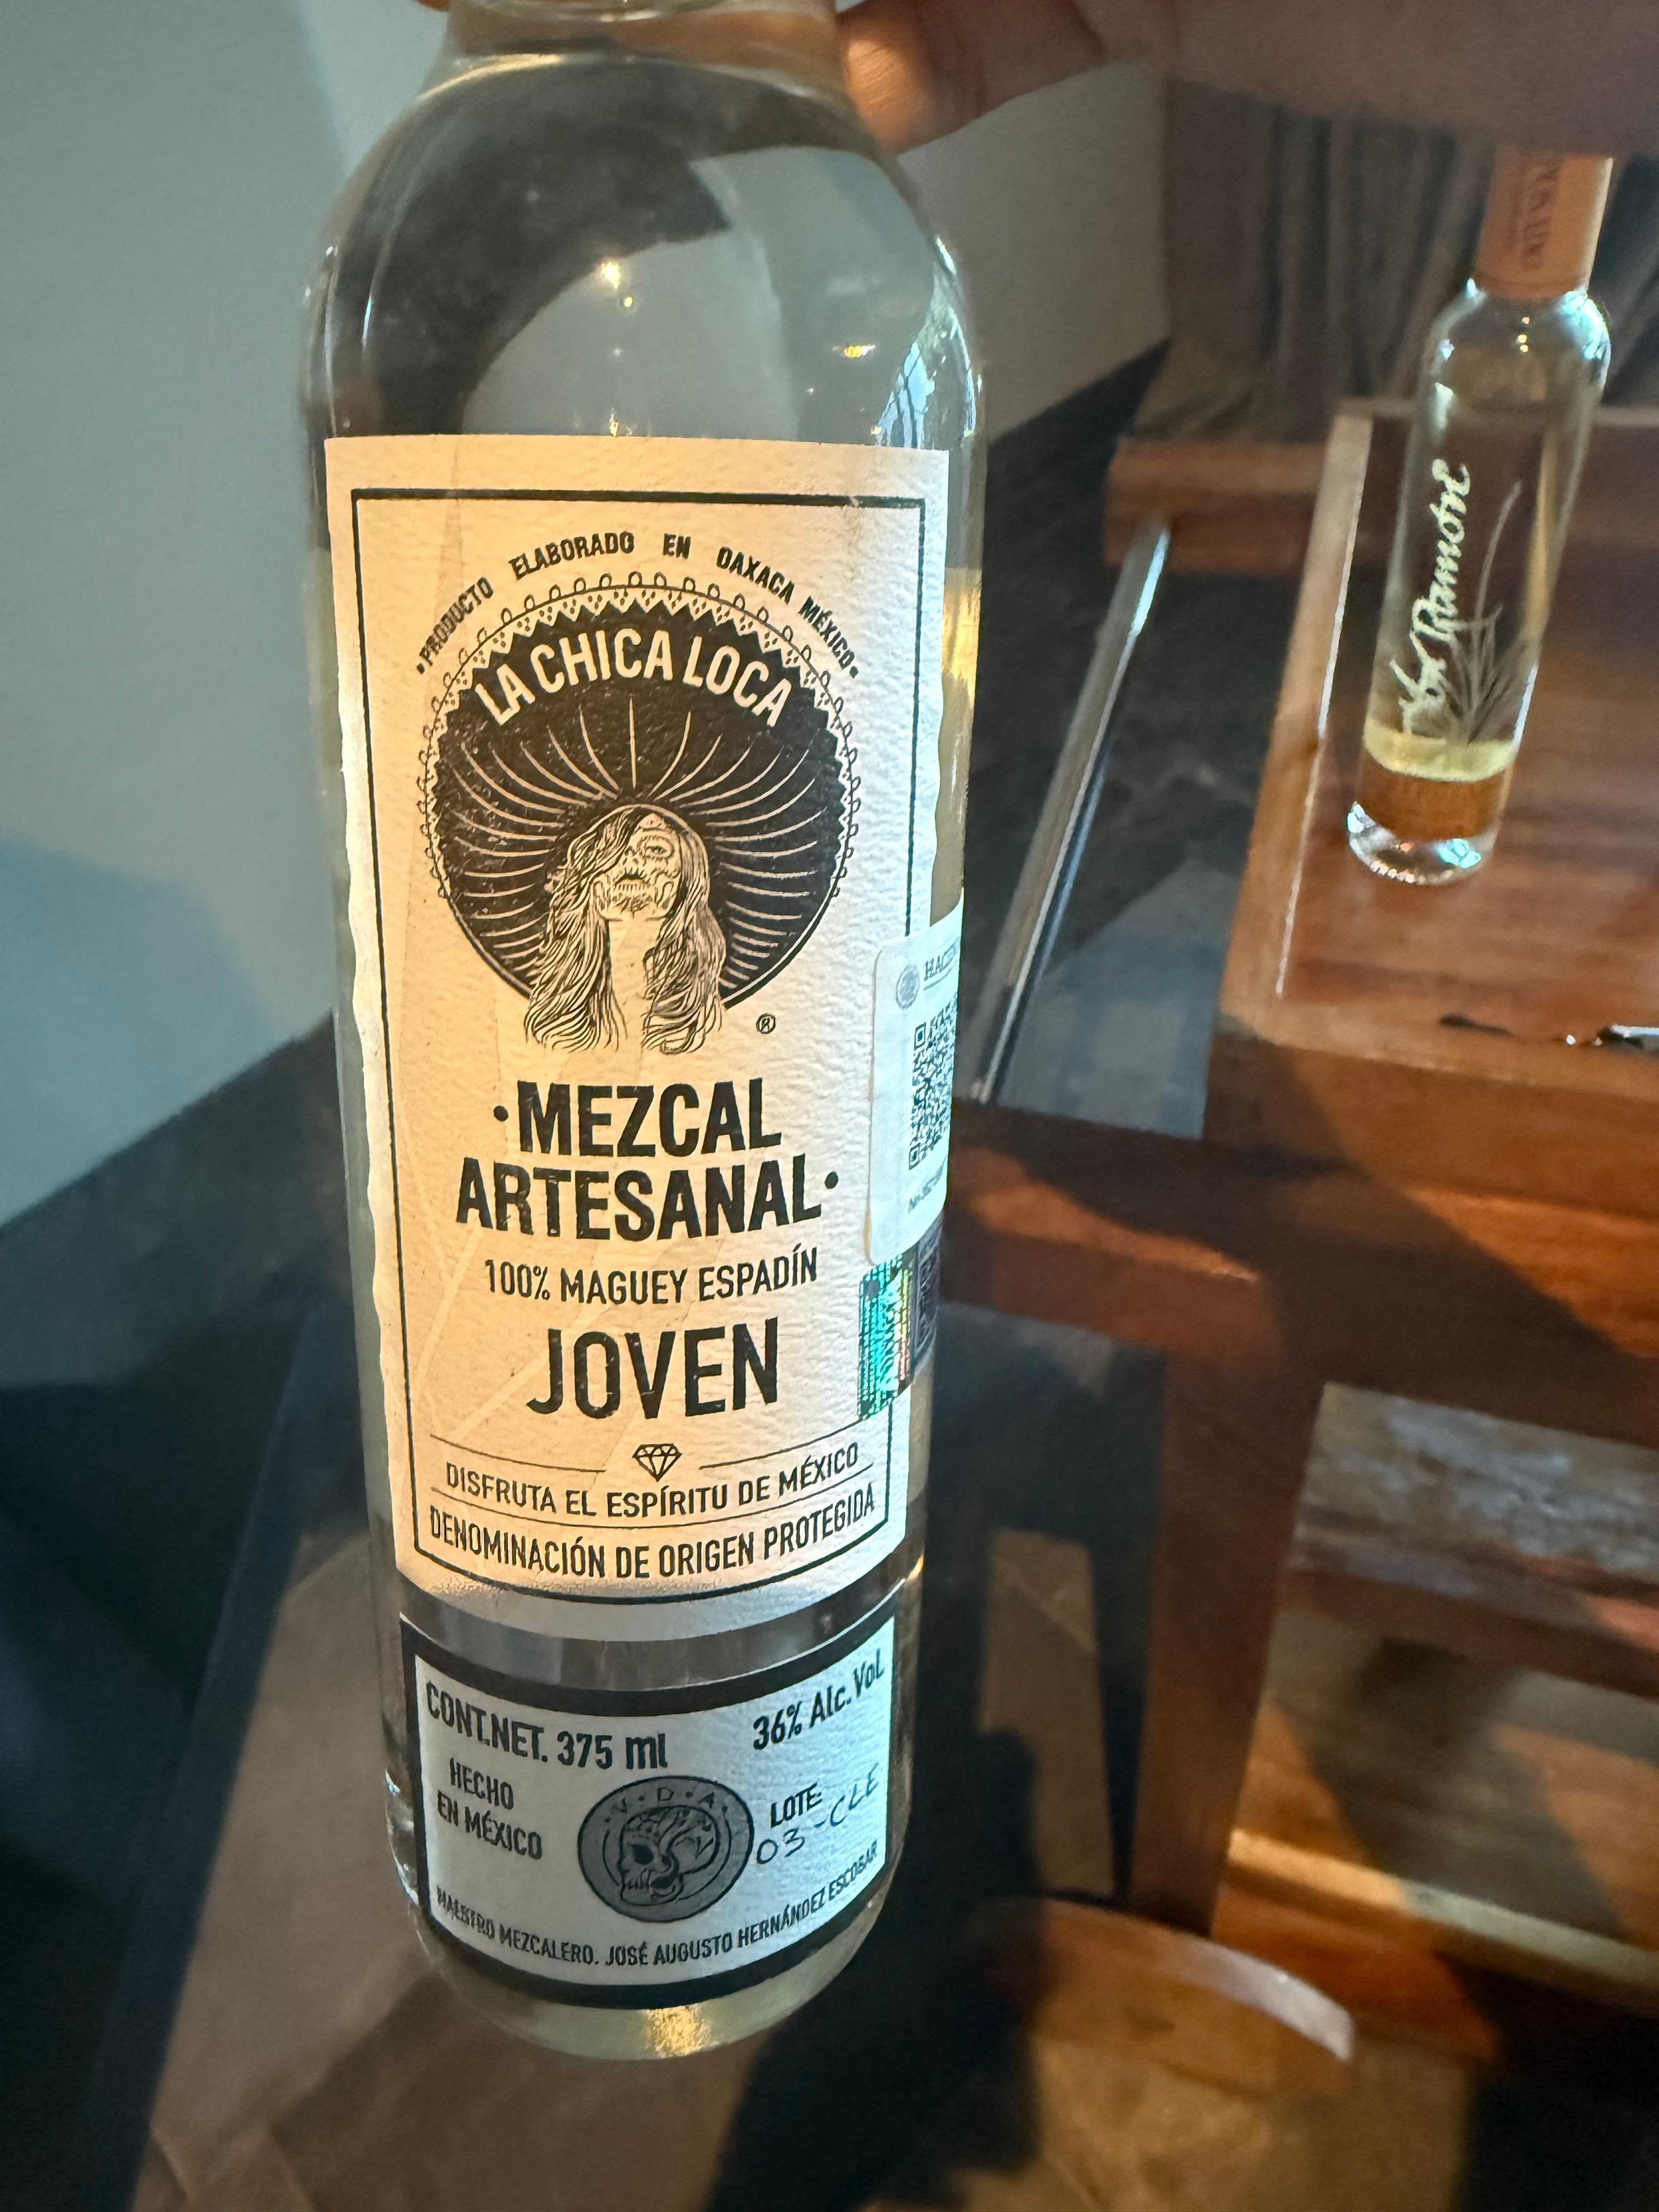 ·PRODUCTO ELABORADO EN OAXACA MÉXICO·
LA CHICA LOCA
®
·MEZCAL
ARTESANAL·
100% MAGUEY ESPADÍN
JOVEN
DISFRUTA EL ESPÍRITU DE MÉXICO
DENOMINACIÓN DE ORIGEN PROTEGIDA
CONT.NET. 375 ml
36% Alc. Vol
HECHO
EN MÉXICO
V·D·A
LOTE:
03-CLE
MAESTRO MEZCALERO. JOSÉ AUGUSTO HERNÁNDEZ ESCOBAR
Ramón